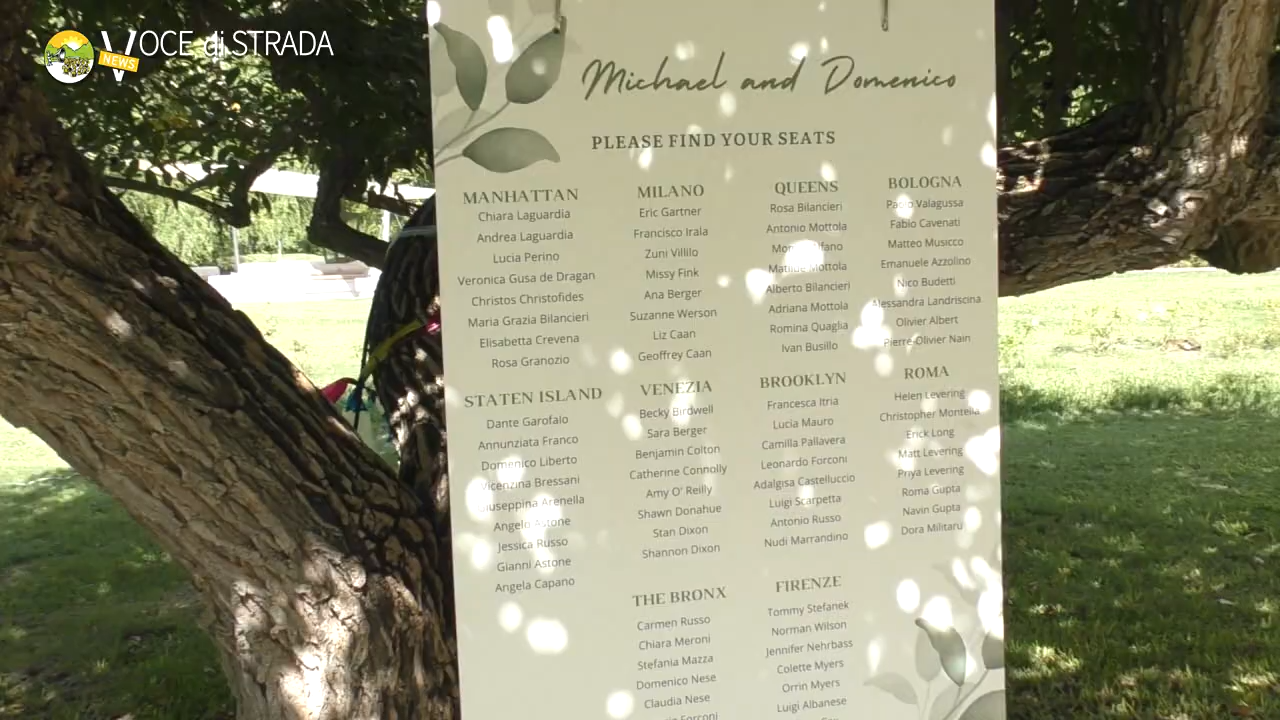 VOCE di STRADA
NEWS
Michael and Domenico
PLEASE FIND YOUR SEATS
MANHATTAN
Chiara Laguardia
Andrea Laguardia
Lucia Perino
Veronica Gusa de Dragan
Christos Christofides
Maria Grazia Bilancieri
Elisabetta Crevena
Rosa Granozio
MILANO
Eric Gartner
Francisco Irala
Zuni Villilo
Missy Fink
Ana Berger
Suzanne Werson
Liz Caan
Geoffrey Caan
QUEENS
Rosa Bilancieri
Antonio Mottola
Matilde Mottola
Alberto Bilancieri
Adriana Mottola
Romina Quaglia
Ivan Busillo
BOLOGNA
Paolo Valagussa
Fabio Cavenati
Matteo Musicco
Emanuele Azzolino
Nico Budetti
Alessandra Landriscina
Olivier Albert
Pierre-Olivier Nain
STATEN ISLAND
Dante Garofalo
Annunziata Franco
Domenico Liberto
Vicenzina Bressani
Giuseppina Arenella
Angelo Astone
Jessica Russo
Gianni Astone
Angela Capano
VENEZIA
Becky Birdwell
Sara Berger
Benjamin Colton
Catherine Connolly
Amy O' Reilly
Shawn Donahue
Stan Dixon
Shannon Dixon
BROOKLYN
Francesca Itria
Lucia Mauro
Camilla Pallavera
Leonardo Forconi
Adalgisa Castelluccio
Luigi Scarpetta
Antonio Russo
Nudi Marrandino
ROMA
Helen Levering
Christopher Montella
Erick Long
Matt Levering
Priya Levering
Roma Gupta
Navin Gupta
Dora Militaru
THE BRONX
Carmen Russo
Chiara Meroni
Stefania Mazza
Domenico Nese
Claudia Nese
Forconi
FIRENZE
Tommy Stefanek
Norman Wilson
Jennifer Nehrbass
Colette Myers
Orrin Myers
Luigi Albanese